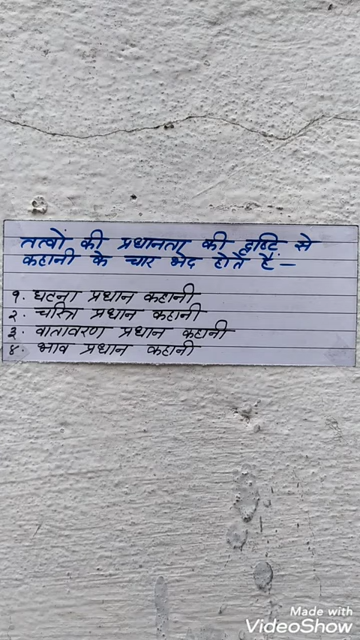 तत्वों की प्रधानता की दृष्टि से
कहानी के चार भेद होते हैं:—
१. घटना प्रधान कहानी
२. चरित्र प्रधान कहानी
३. वातावरण प्रधान कहानी
४. भाव प्रधान कहानी
Made with
VideoShow